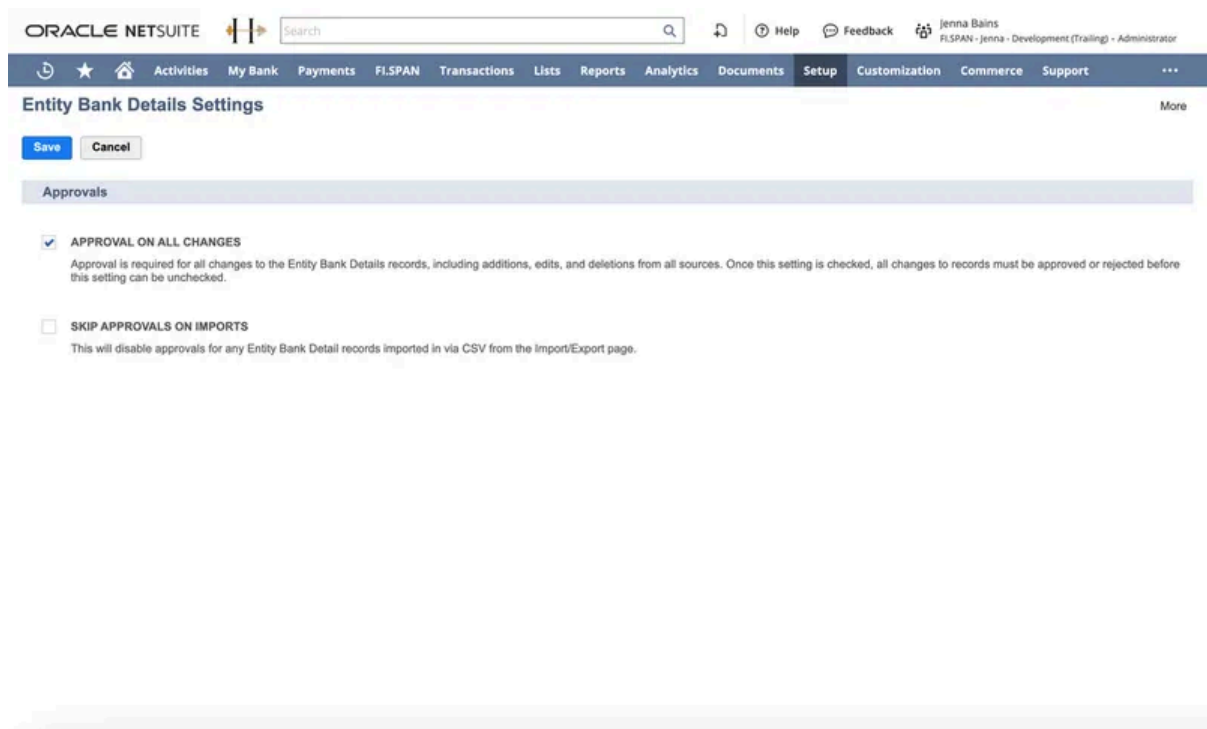 ORACLE NETSUITE
Search
Help
Feedback
Jenna Bains
FI.SPAN - Jenna - Development (Trailing) - Administrator
Activities My Bank Payments FI.SPAN Transactions Lists Reports Analytics Documents Setup Customization Commerce Support ...
Entity Bank Details Settings
More
Save Cancel
Approvals
APPROVAL ON ALL CHANGES
Approval is required for all changes to the Entity Bank Details records, including additions, edits, and deletions from all sources. Once this setting is checked, all changes to records must be approved or rejected before
this setting can be unchecked.
SKIP APPROVALS ON IMPORTS
This will disable approvals for any Entity Bank Detail records imported in via CSV from the Import/Export page.